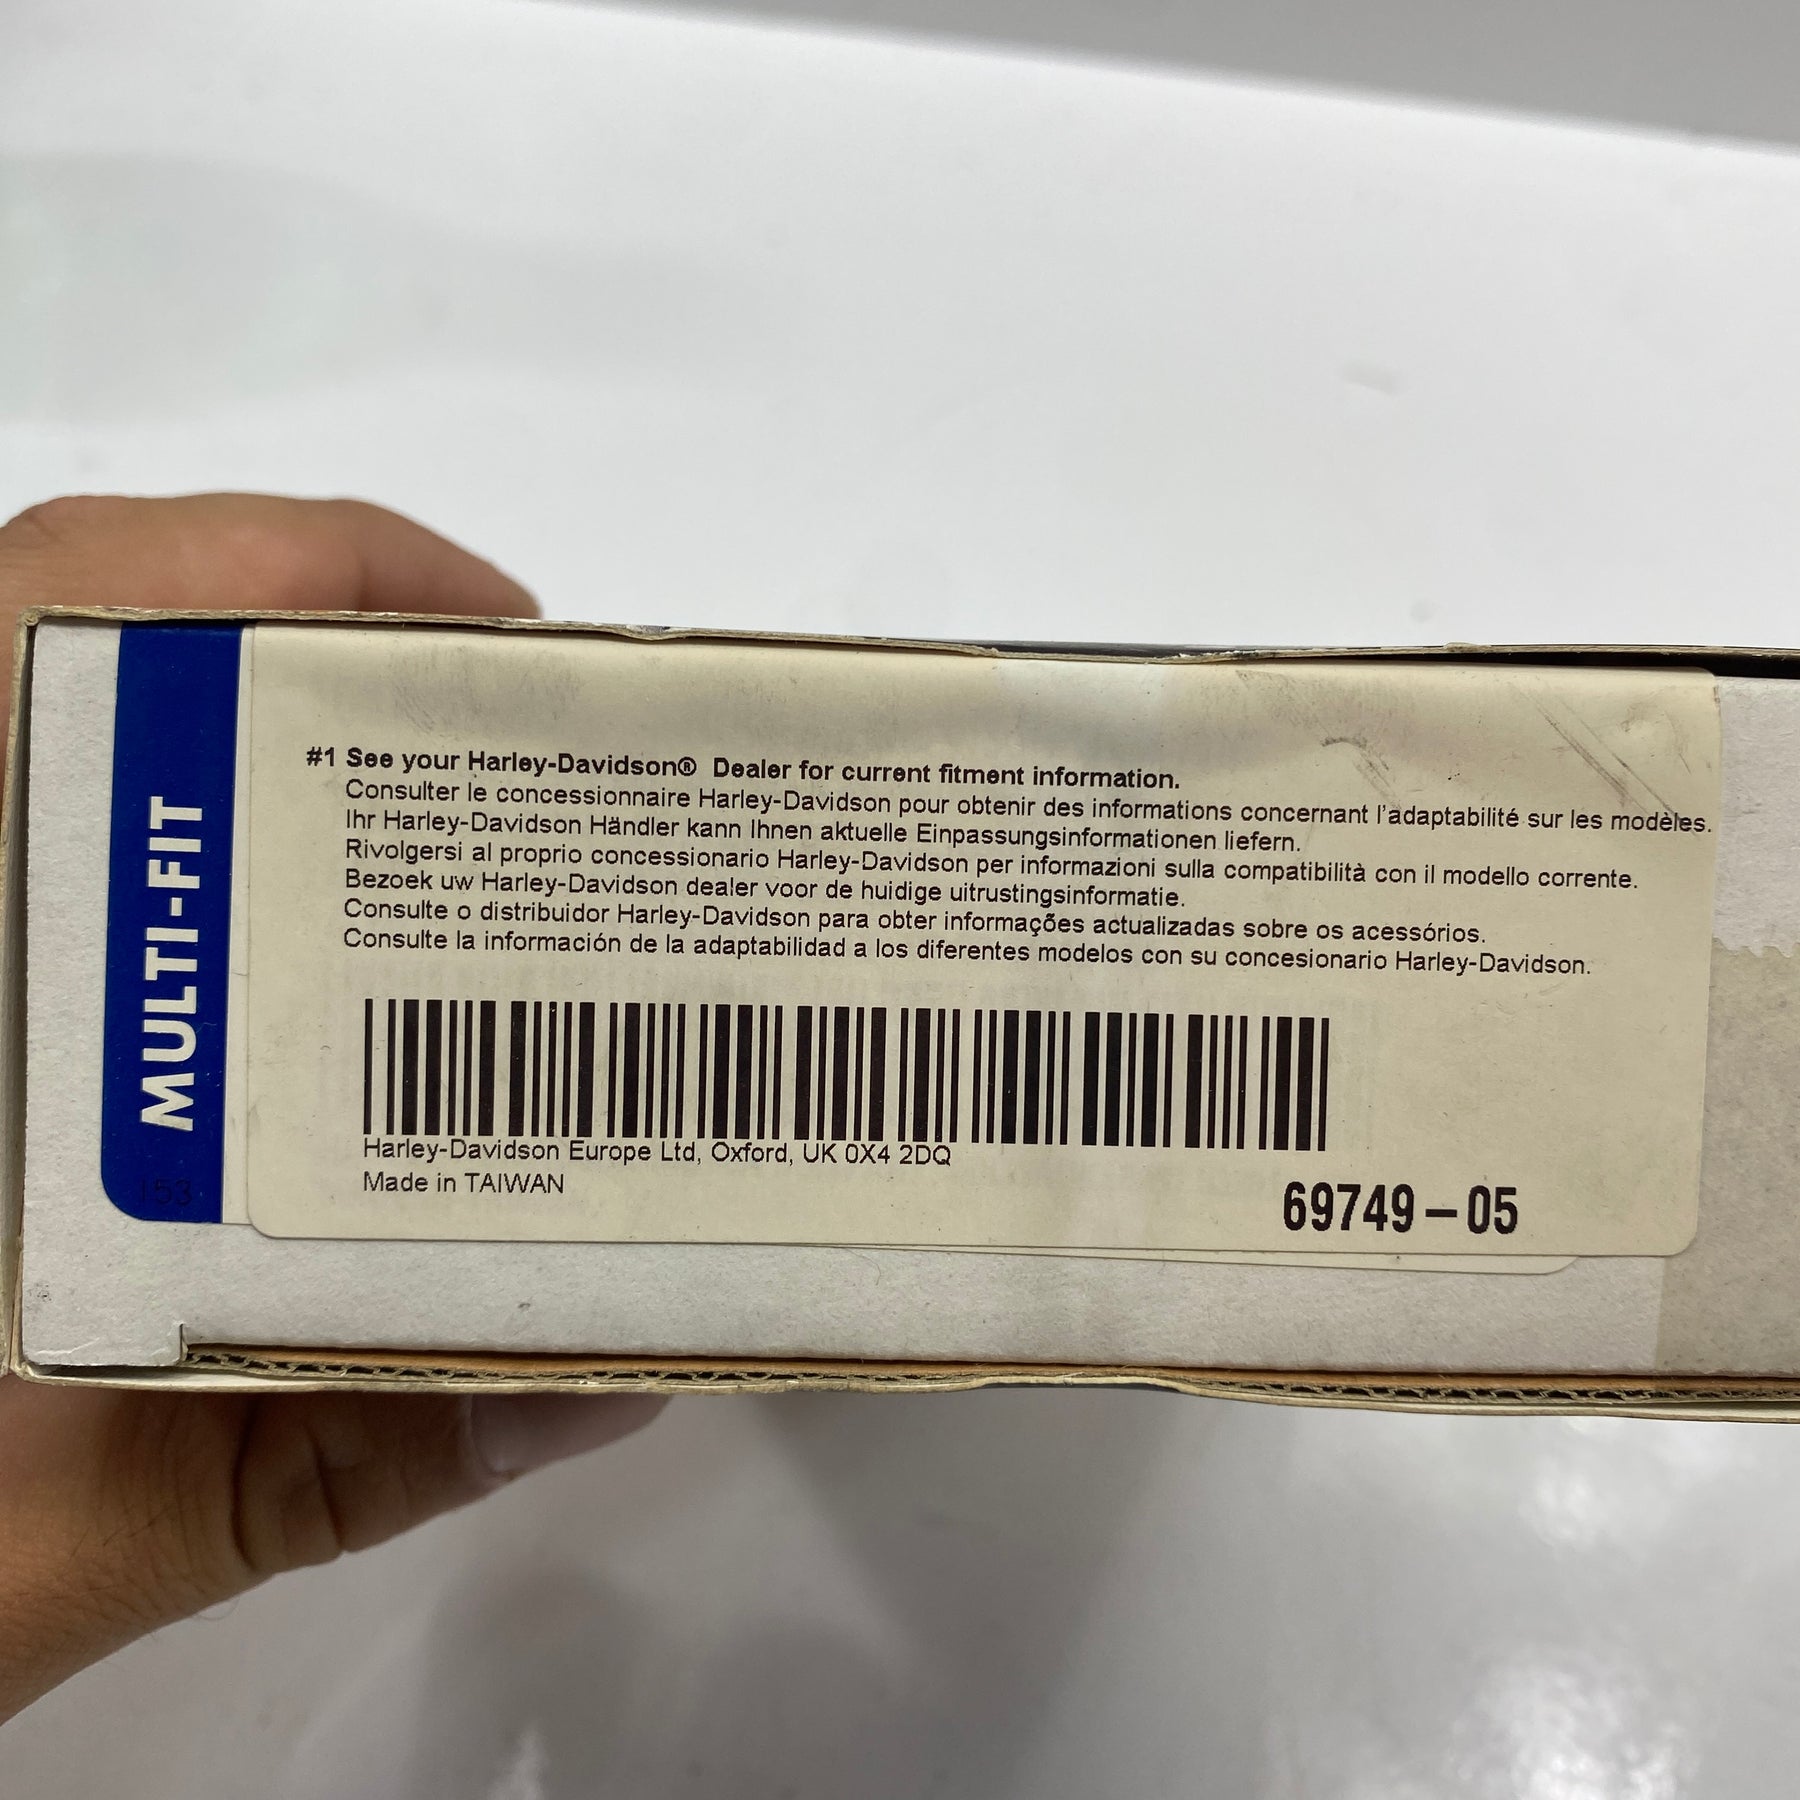 MULTI-FIT
153
#1 See your Harley-Davidson® Dealer for current fitment information.
Consulter le concessionnaire Harley-Davidson pour obtenir des informations concernant l'adaptabilité sur les modèles.
Ihr Harley-Davidson Händler kann Ihnen aktuelle Einpassungsinformationen liefern.
Rivolgersi al proprio concessionario Harley-Davidson per informazioni sulla compatibilità con il modello corrente.
Bezoek uw Harley-Davidson dealer voor de huidige uitrustingsinformatie.
Consulte o distribuidor Harley-Davidson para obter informações actualizadas sobre os acessórios.
Consulte la información de la adaptabilidad a los diferentes modelos con su concesionario Harley-Davidson.
Harley-Davidson Europe Ltd, Oxford, UK 0X4 2DQ
Made in TAIWAN
69749-05